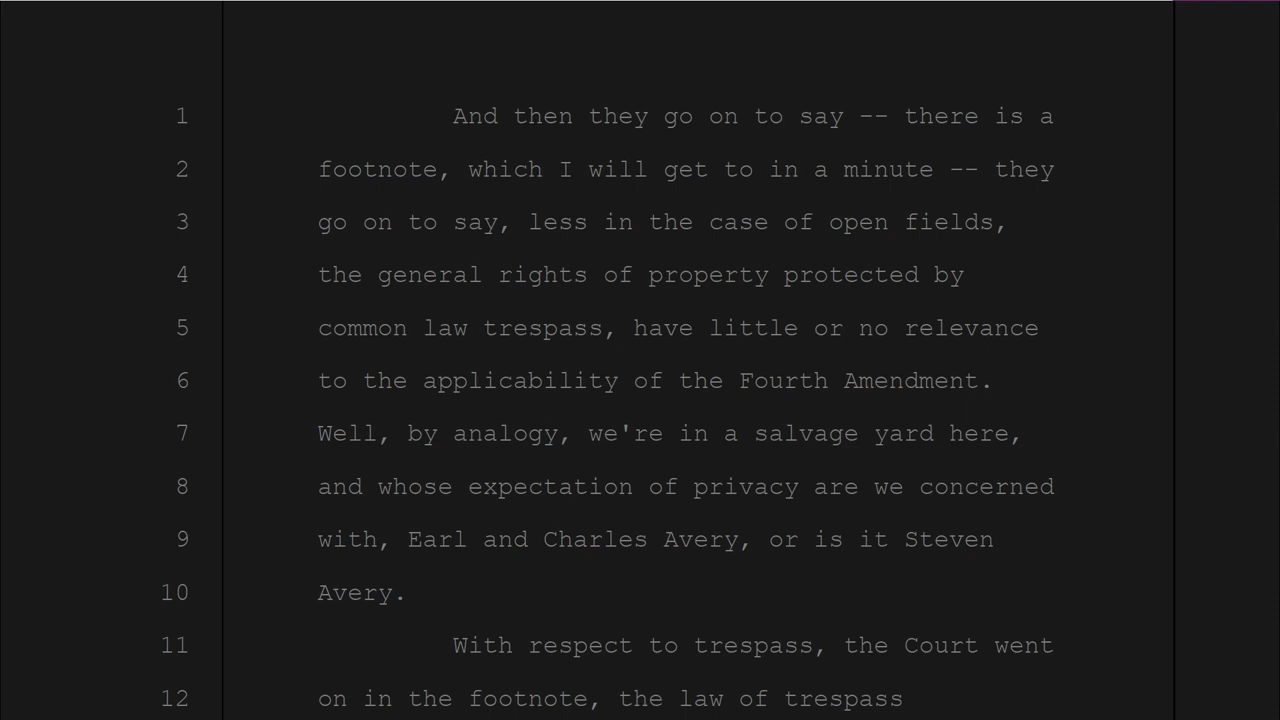 1 And then they go on to say -- there is a
2 footnote, which I will get to in a minute -- they
3 go on to say, less in the case of open fields,
4 the general rights of property protected by
5 common law trespass, have little or no relevance
6 to the applicability of the Fourth Amendment.
7 Well, by analogy, we're in a salvage yard here,
8 and whose expectation of privacy are we concerned
9 with, Earl and Charles Avery, or is it Steven
10 Avery.
11 With respect to trespass, the Court went
12 on in the footnote, the law of trespass